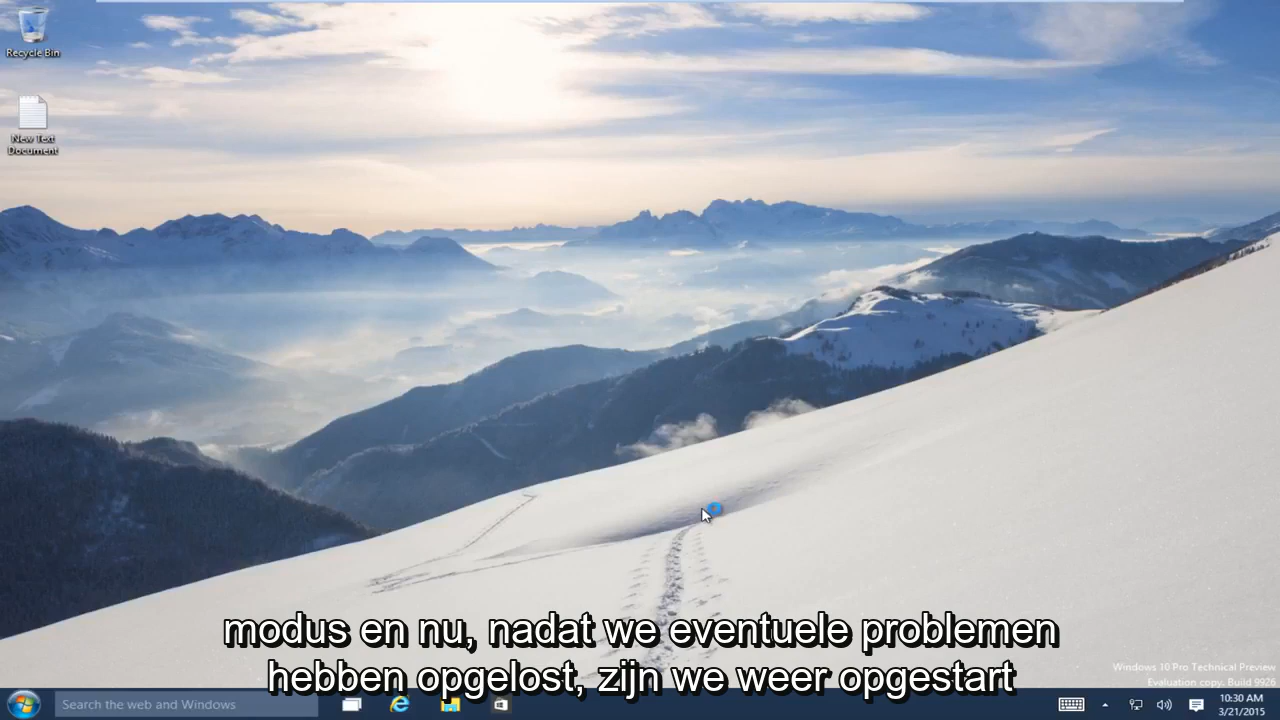 Recycle Bin
New Text
Document
modus en nu, nadat we eventuele problemen
hebben opgelost, zijn we weer opgestart
Windows 10 Pro Technical Preview
Evaluation copy. Build 9926
Search the web and Windows
10:30 AM
3/21/2015